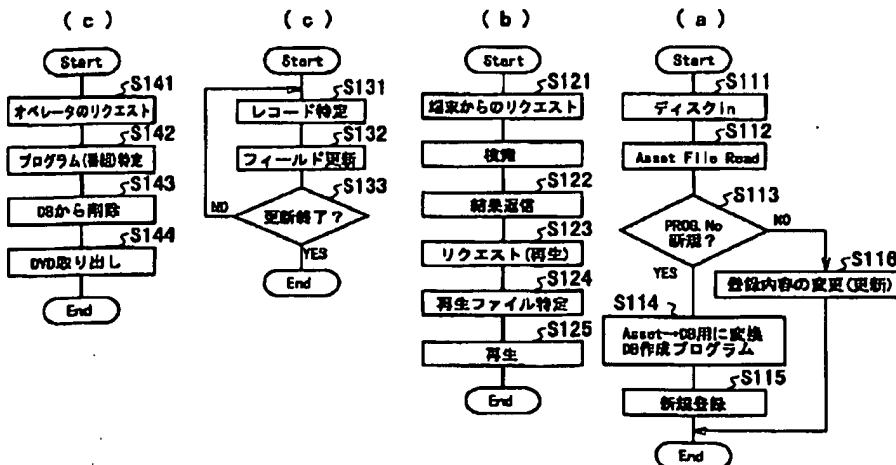 (c)
Start
S141
オペレータのリクエスト
S142
プログラム(番組)特定
S143
DBから削除
S144
DVD取り出し
End
(c)
Start
S131
レコード特定
S132
フィールド更新
S133
更新終了?
NO
YES
End
(b)
Start
S121
端末からのリクエスト
検索
S122
結果返信
S123
リクエスト(再生)
S124
再生ファイル特定
S125
再生
End
(a)
Start
S111
ディスクin
S112
Asset File Read
S113
PROG. No
新規?
NO
YES
S116
登録内容の変更(更新)
S114
Asset→DB用に変換
DB作成プログラム
S115
新規登録
End